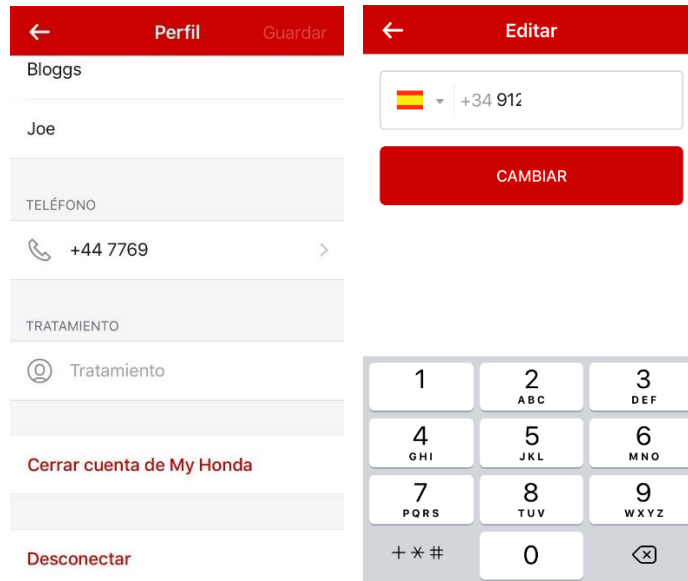 Perfil
Guardar
Bloggs
Joe
TELÉFONO
+44 7769
TRATAMIENTO
Tratamiento
Cerrar cuenta de My Honda
Desconectar
Editar
+34 912
CAMBIAR
1 2 3
ABC DEF
4 5 6
GHI JKL MNO
7 8 9
PQRS TUV WXYZ
+*# 0